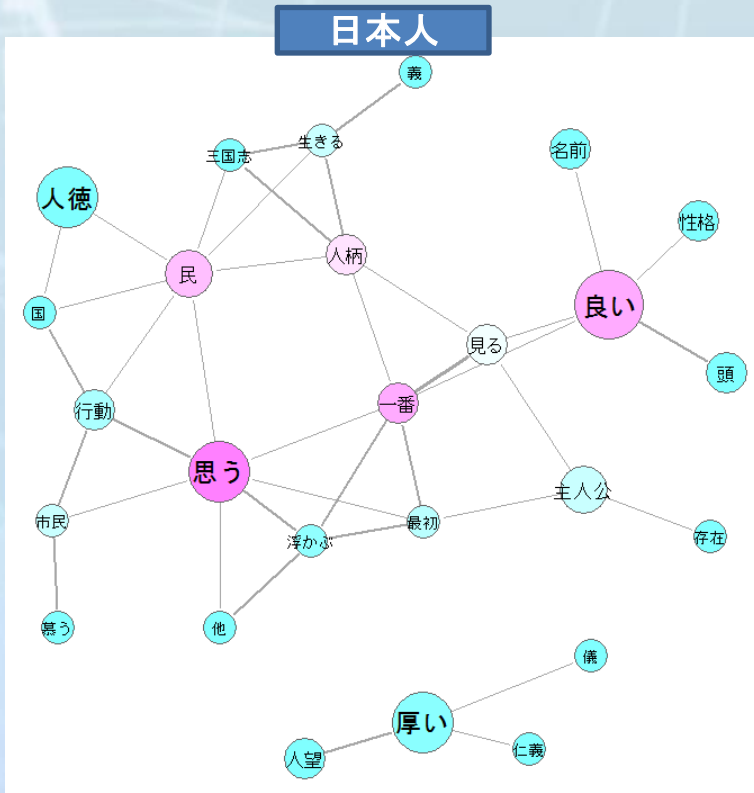 日本人
義
生きる
三国志
名前
人徳
性格
人柄
民
良い
国
見る
頭
一番
行動
思う
主人公
市民
最初
存在
浮かぶ
慕う
他
儀
厚い
仁義
人望